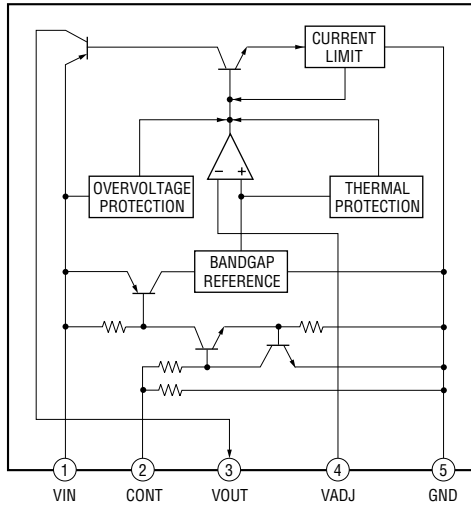 CURRENT
LIMIT
− +
OVERVOLTAGE
PROTECTION
THERMAL
PROTECTION
BANDGAP
REFERENCE
1 2 3 4 5
VIN CONT VOUT VADJ GND